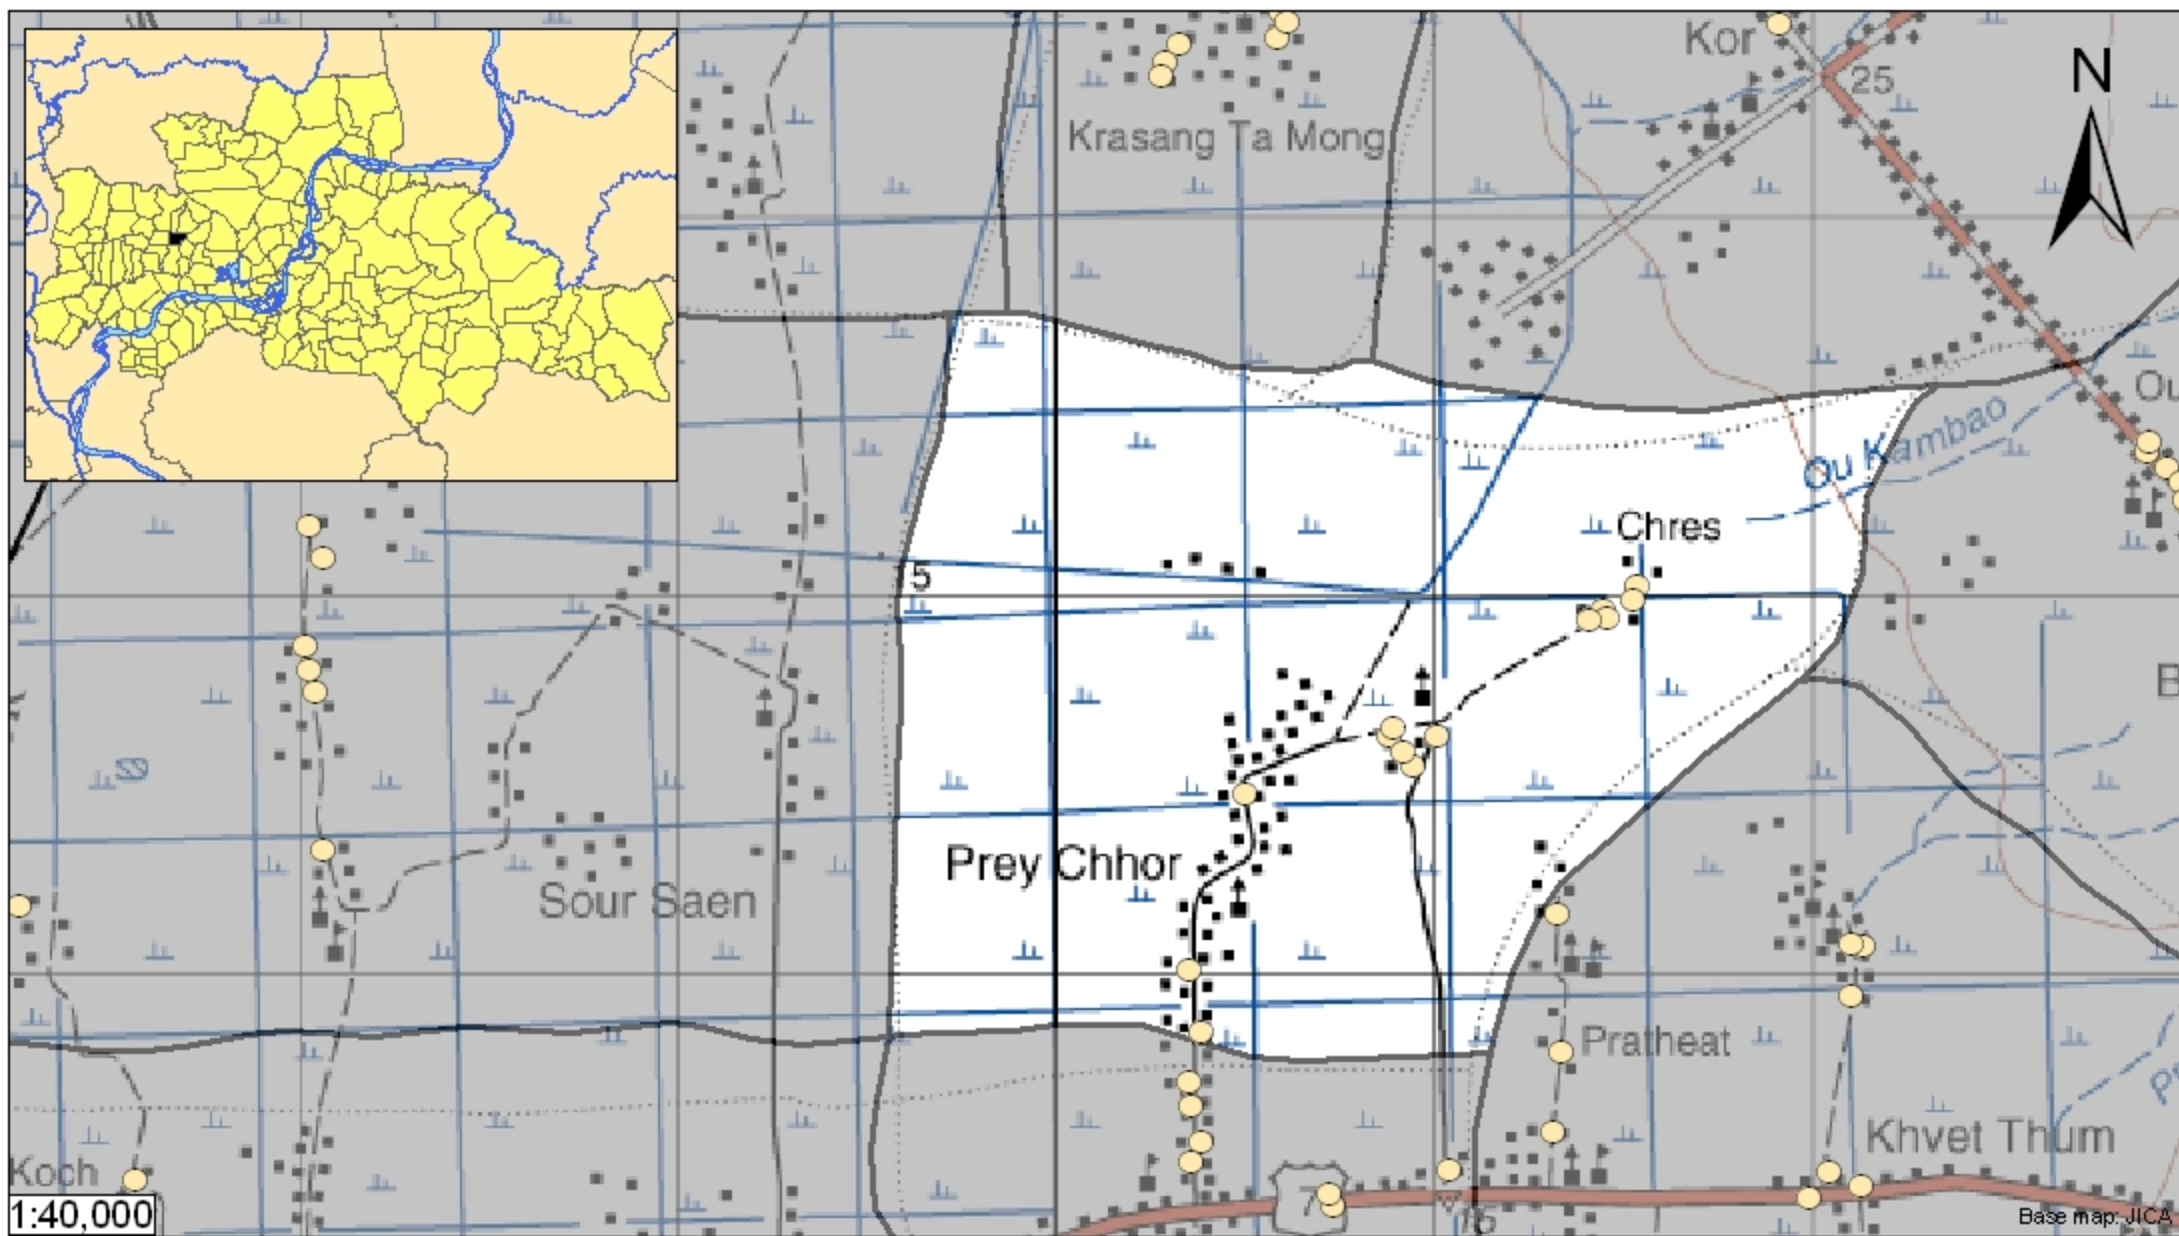 Kor
25
N
Krasang Ta Mong
Ou
Ou Kambao
Chres
5
Prey Chhor
Sour Saen
Pratheat
Khvet Thum
Koch
7
1:40,000
Base map: JICA